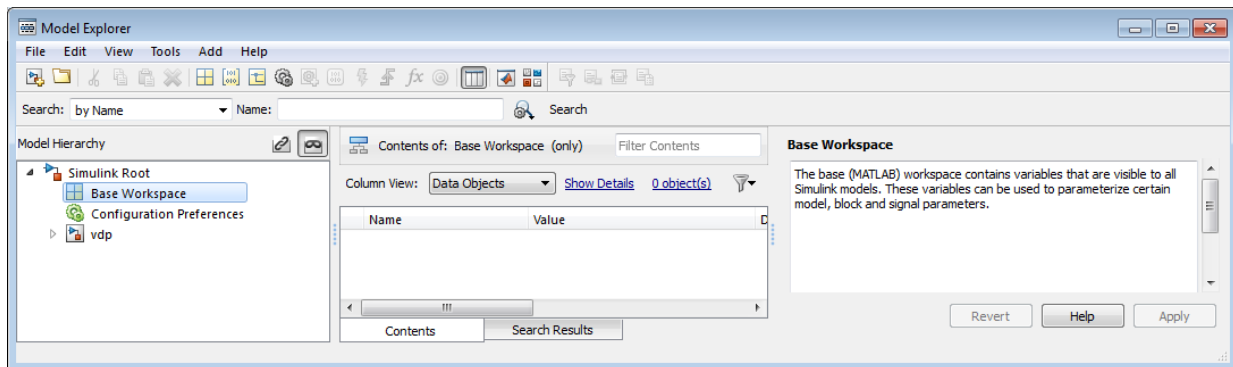 Model Explorer
File Edit View Tools Add Help
fx
Search: by Name Name: Search
Model Hierarchy
Simulink Root
Base Workspace
Configuration Preferences
vdp
Contents of: Base Workspace (only) Filter Contents
Column View: Data Objects Show Details 0 object(s)
Name Value D
Contents Search Results
Base Workspace
The base (MATLAB) workspace contains variables that are visible to all
Simulink models. These variables can be used to parameterize certain
model, block and signal parameters.
Revert Help Apply